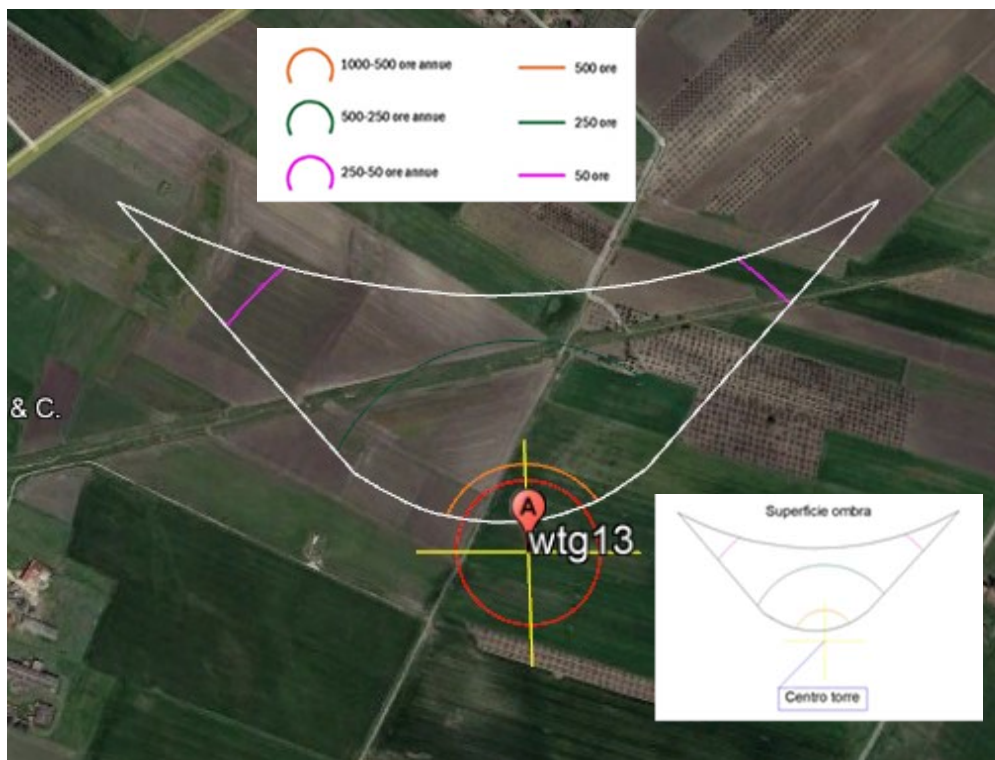 1000-500 ore annue
500 ore
500-250 ore annue
250 ore
250-50 ore annue
50 ore
& C.
A
wtg13
Superficie ombra
Centro torre